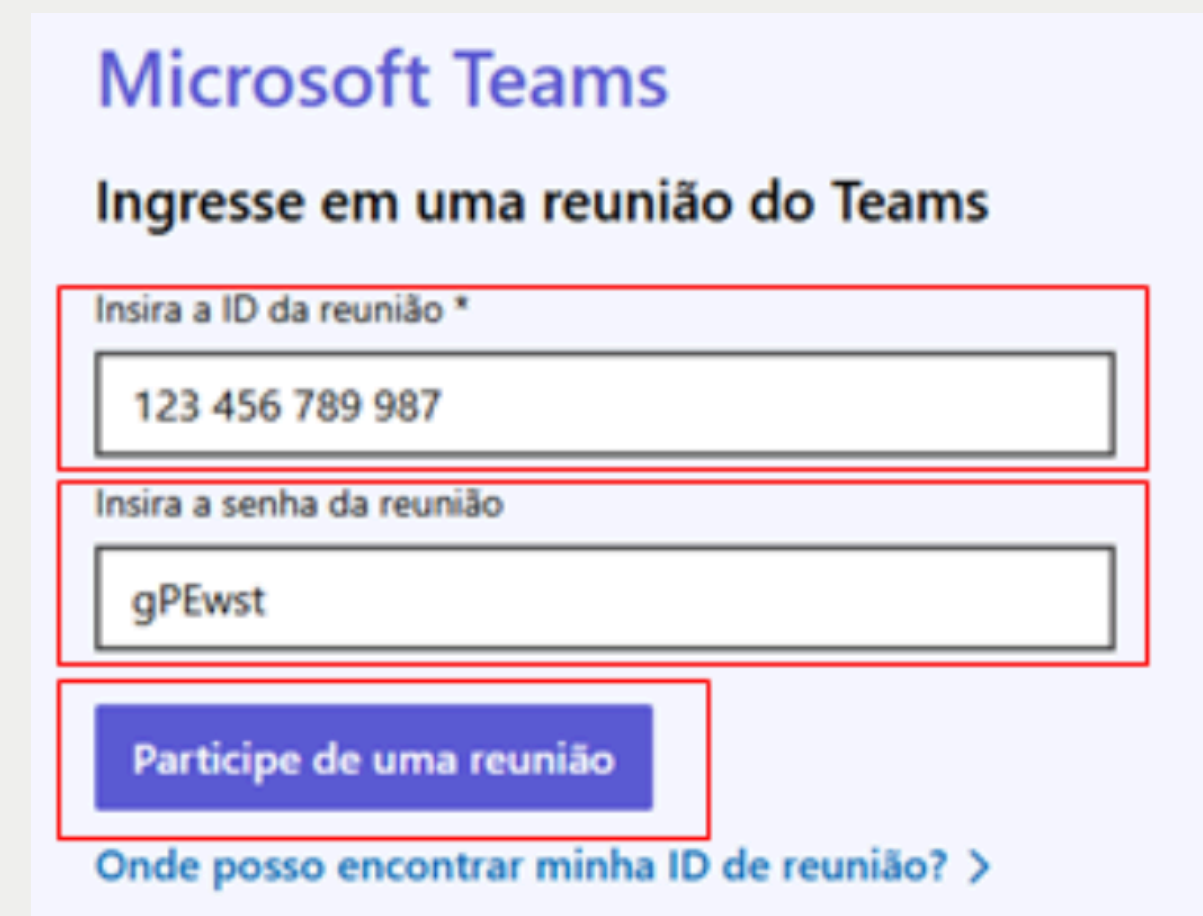 Microsoft Teams
Ingresse em uma reunião do Teams
Insira a ID da reunião *
123 456 789 987
Insira a senha da reunião
gPEwst
Participe de uma reunião
Onde posso encontrar minha ID de reunião? >